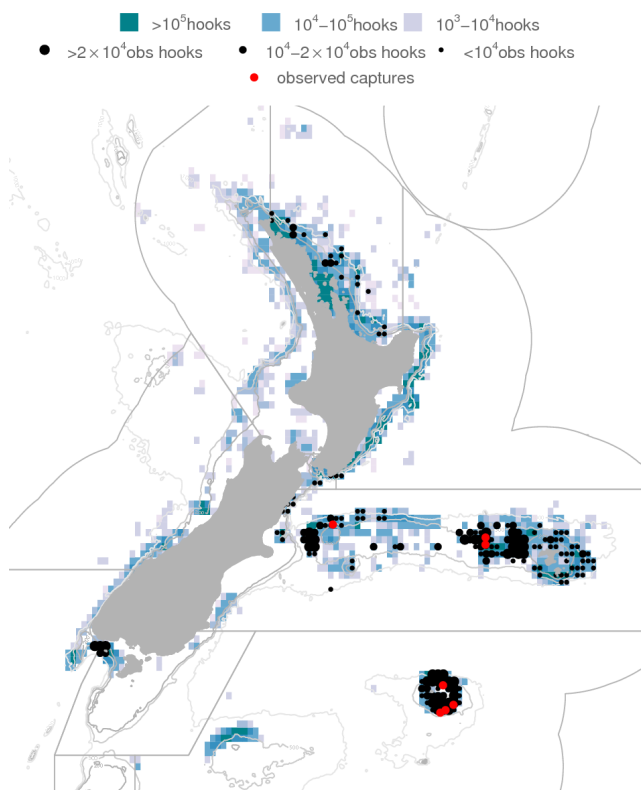 >10⁵hooks 10⁴–10⁵hooks 10³–10⁴hooks
>2×10⁴obs hooks 10⁴–2×10⁴obs hooks <10⁴obs hooks
observed captures